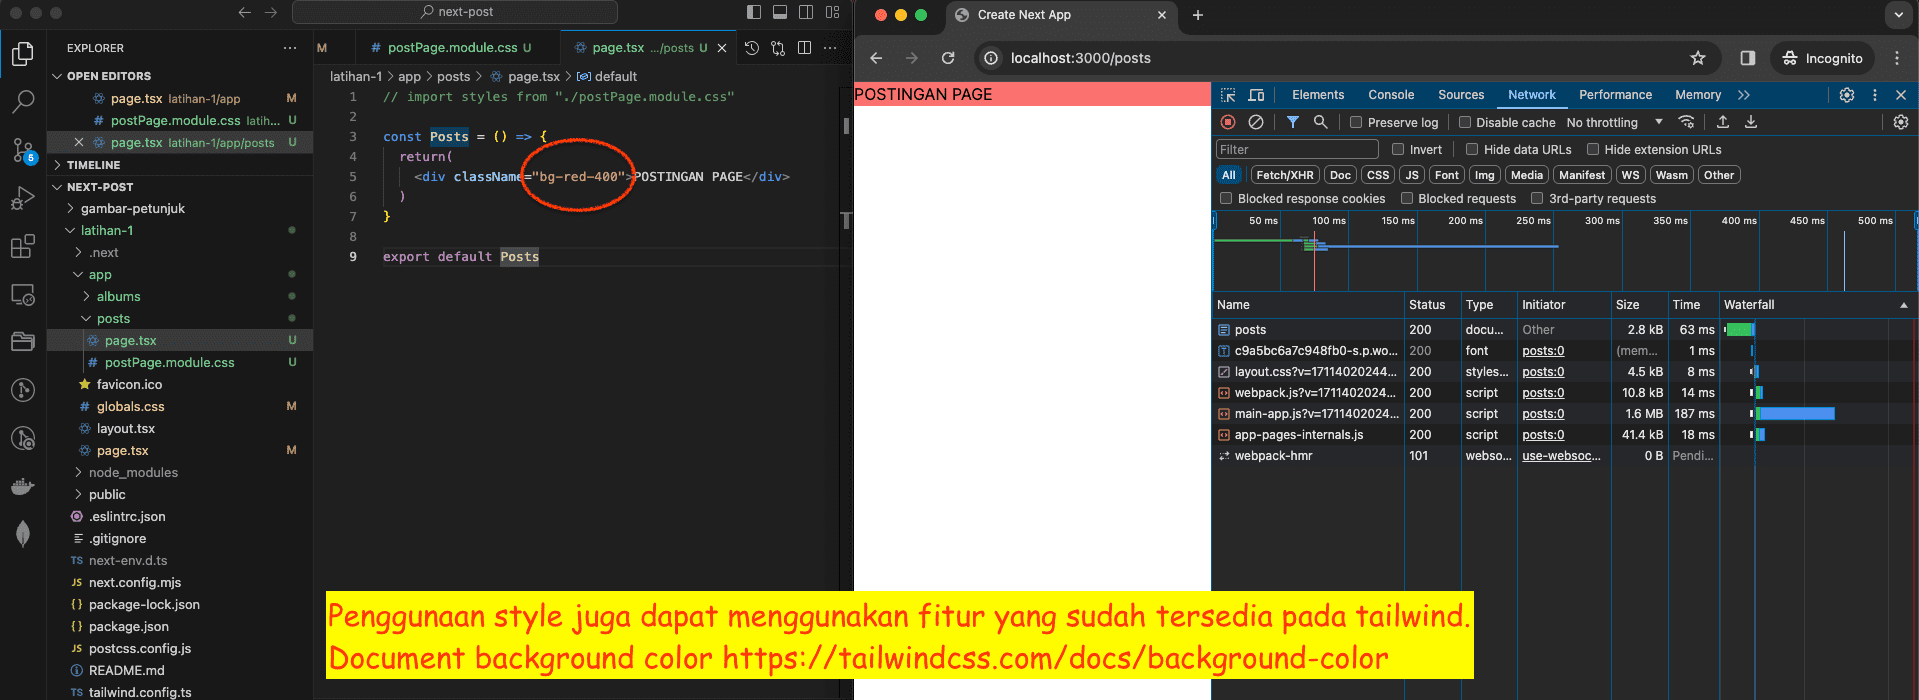 next-post
EXPLORER
OPEN EDITORS
page.tsx latihan-1/app M
postPage.module.css latih... U
page.tsx latihan-1/app/posts U
TIMELINE
NEXT-POST
gambar-petunjuk
latihan-1
.next
app
albums
posts
page.tsx U
postPage.module.css U
favicon.ico
globals.css M
layout.tsx
page.tsx M
node_modules
public
.eslintrc.json
.gitignore
TS next-env.d.ts
JS next.config.mjs
{} package-lock.json
{} package.json
JS postcss.config.js
README.md
TS tailwind.config.ts
5
M # postPage.module.css U page.tsx .../posts U
latihan-1 > app > posts > page.tsx > default
1 // import styles from "./postPage.module.css"
2
3 const Posts = () => {
4 return(
5 <div className="bg-red-400">POSTINGAN PAGE</div>
6 )
7 }
8
9 export default Posts
Create Next App
localhost:3000/posts
Incognito
POSTINGAN PAGE
Elements Console Sources Network Performance Memory
Preserve log Disable cache No throttling
Filter Invert Hide data URLs Hide extension URLs
All Fetch/XHR Doc CSS JS Font Img Media Manifest WS Wasm Other
Blocked response cookies Blocked requests 3rd-party requests
50 ms 100 ms 150 ms 200 ms 250 ms 300 ms 350 ms 400 ms 450 ms 500 ms
Name Status Type Initiator Size Time Waterfall
posts 200 docu... Other 2.8 kB 63 ms
c9a5bc6a7c948fb0-s.p.wo... 200 font posts:0 (mem... 1 ms
layout.css?v=17114020244... 200 styles... posts:0 4.5 kB 8 ms
webpack.js?v=1711402024... 200 script posts:0 10.8 kB 14 ms
main-app.js?v=1711402024... 200 script posts:0 1.6 MB 187 ms
app-pages-internals.js 200 script posts:0 41.4 kB 18 ms
webpack-hmr 101 webso... use-websoc... 0 B Pendi...
Penggunaan style juga dapat menggunakan fitur yang sudah tersedia pada tailwind.
Document background color https://tailwindcss.com/docs/background-color